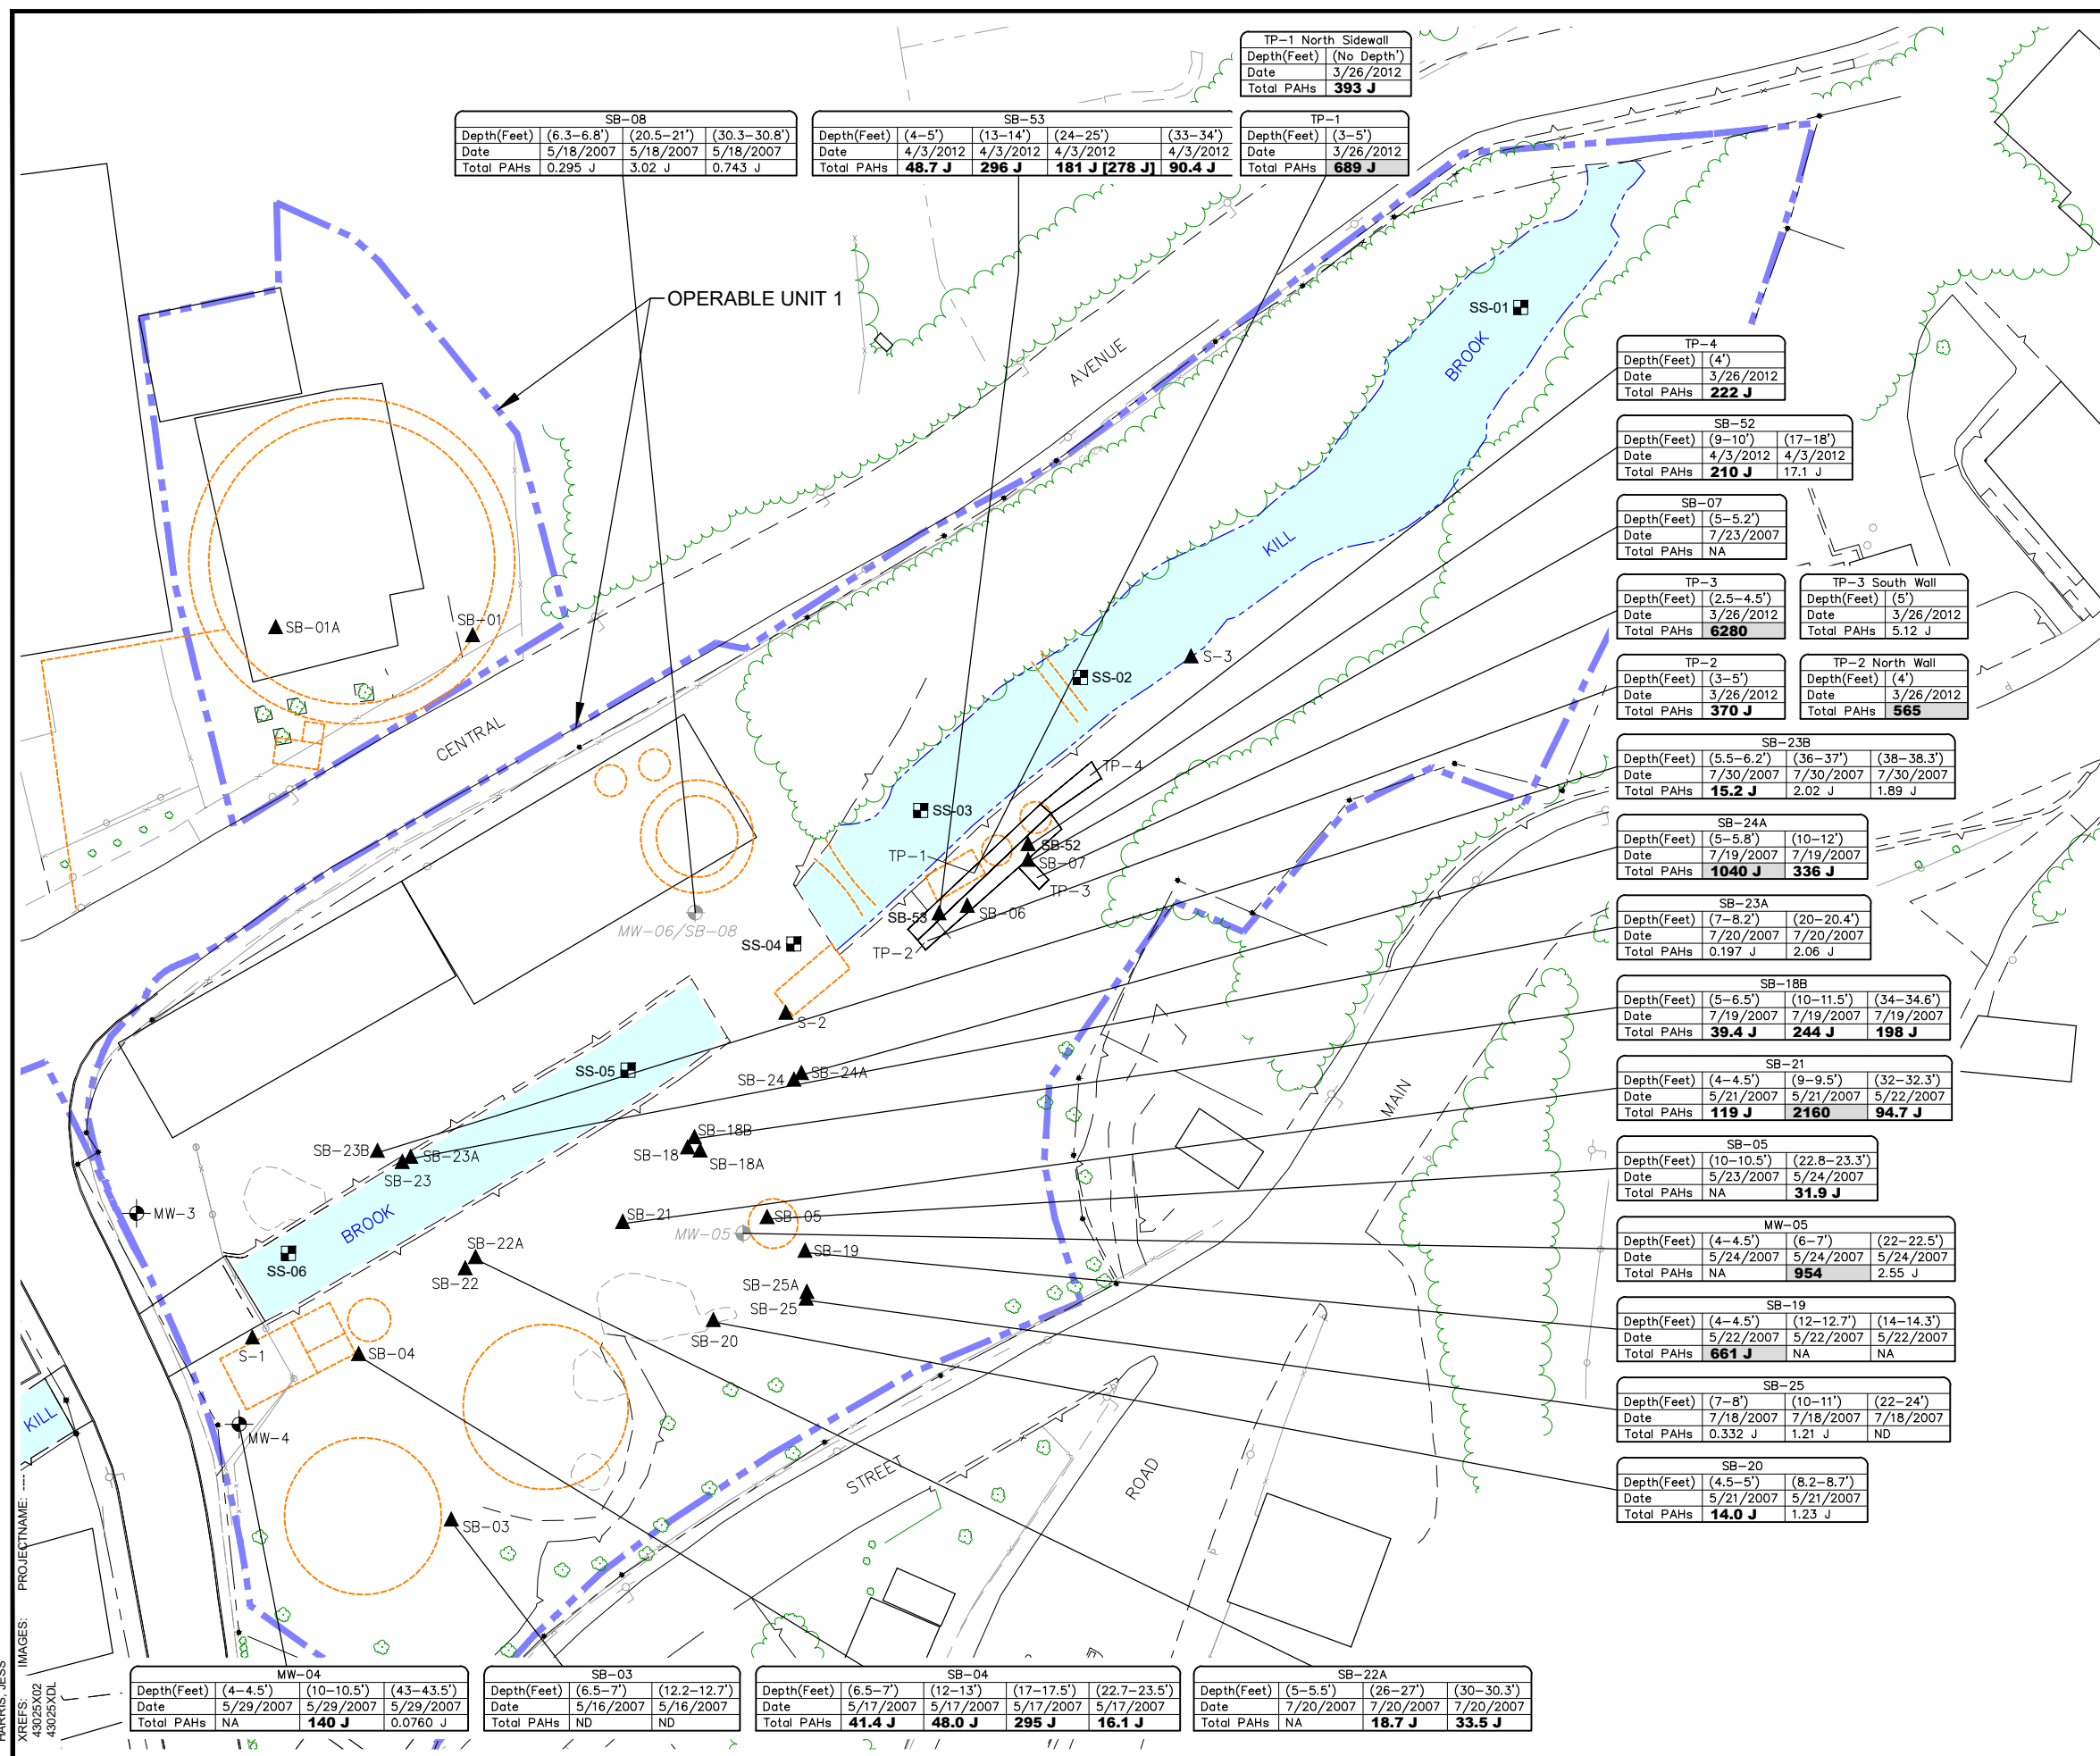 TP-1 North Sidewall
Depth(Feet) (No Depth')
Date 3/26/2012
Total PAHs 393 J
SB-08
Depth(Feet) (6.3-6.8') (20.5-21') (30.3-30.8')
Date 5/18/2007 5/18/2007 5/18/2007
Total PAHs 0.295 J 3.02 J 0.743 J
SB-53
Depth(Feet) (4-5') (13-14') (24-25') (33-34')
Date 4/3/2012 4/3/2012 4/3/2012 4/3/2012
Total PAHs 48.7 J 296 J 181 J [278 J] 90.4 J
TP-1
Depth(Feet) (3-5')
Date 3/26/2012
Total PAHs 689 J
OPERABLE UNIT 1
AVENUE
CENTRAL
SS-01
BROOK
KILL
SB-01A
SB-01
S-3
SS-02
SS-03
TP-4
TP-1
SB-52
SB-07
TP-3
SB-06
SB-53
TP-2
MW-06/SB-08
SS-04
S-2
SS-05
SB-24
SB-24A
SB-23B
SB-23A
SB-23
SB-18B
SB-18
SB-18A
MW-3
BROOK
SS-06
SB-21
SB-05
MW-05
SB-19
SB-22A
SB-22
SB-25A
SB-25
SB-20
S-1
SB-04
MW-4
SB-03
KILL
MAIN
STREET
ROAD
TP-4
Depth(Feet) (4')
Date 3/26/2012
Total PAHs 222 J
SB-52
Depth(Feet) (9-10') (17-18')
Date 4/3/2012 4/3/2012
Total PAHs 210 J 17.1 J
SB-07
Depth(Feet) (5-5.2')
Date 7/23/2007
Total PAHs NA
TP-3
Depth(Feet) (2.5-4.5')
Date 3/26/2012
Total PAHs 6280
TP-3 South Wall
Depth(Feet) (5')
Date 3/26/2012
Total PAHs 5.12 J
TP-2
Depth(Feet) (3-5')
Date 3/26/2012
Total PAHs 370 J
TP-2 North Wall
Depth(Feet) (4')
Date 3/26/2012
Total PAHs 565
SB-23B
Depth(Feet) (5.5-6.2') (36-37') (38-38.3')
Date 7/30/2007 7/30/2007 7/30/2007
Total PAHs 15.2 J 2.02 J 1.89 J
SB-24A
Depth(Feet) (5-5.8') (10-12')
Date 7/19/2007 7/19/2007
Total PAHs 1040 J 336 J
SB-23A
Depth(Feet) (7-8.2') (20-20.4')
Date 7/20/2007 7/20/2007
Total PAHs 0.197 J 2.06 J
SB-18B
Depth(Feet) (5-6.5') (10-11.5') (34-34.6')
Date 7/19/2007 7/19/2007 7/19/2007
Total PAHs 39.4 J 244 J 198 J
SB-21
Depth(Feet) (4-4.5') (9-9.5') (32-32.3')
Date 5/21/2007 5/21/2007 5/22/2007
Total PAHs 119 J 2160 94.7 J
SB-05
Depth(Feet) (10-10.5') (22.8-23.3')
Date 5/23/2007 5/24/2007
Total PAHs NA 31.9 J
MW-05
Depth(Feet) (4-4.5') (6-7') (22-22.5')
Date 5/24/2007 5/24/2007 5/24/2007
Total PAHs NA 954 2.55 J
SB-19
Depth(Feet) (4-4.5') (12-12.7') (14-14.3')
Date 5/22/2007 5/22/2007 5/22/2007
Total PAHs 661 J NA NA
SB-25
Depth(Feet) (7-8') (10-11') (22-24')
Date 7/18/2007 7/18/2007 7/18/2007
Total PAHs 0.332 J 1.21 J ND
SB-20
Depth(Feet) (4.5-5') (8.2-8.7')
Date 5/21/2007 5/21/2007
Total PAHs 14.0 J 1.23 J
MW-04
Depth(Feet) (4-4.5') (10-10.5') (43-43.5')
Date 5/29/2007 5/29/2007 5/29/2007
Total PAHs NA 140 J 0.0760 J
SB-03
Depth(Feet) (6.5-7') (12.2-12.7')
Date 5/16/2007 5/16/2007
Total PAHs ND ND
SB-04
Depth(Feet) (6.5-7') (12-13') (17-17.5') (22.7-23.5')
Date 5/17/2007 5/17/2007 5/17/2007 5/17/2007
Total PAHs 41.4 J 48.0 J 295 J 16.1 J
SB-22A
Depth(Feet) (5-5.5') (26-27') (30-30.3')
Date 7/20/2007 7/20/2007 7/20/2007
Total PAHs NA 18.7 J 33.5 J
XREFS: IMAGES: PROJECTNAME: ----
43025X02
43025XDL